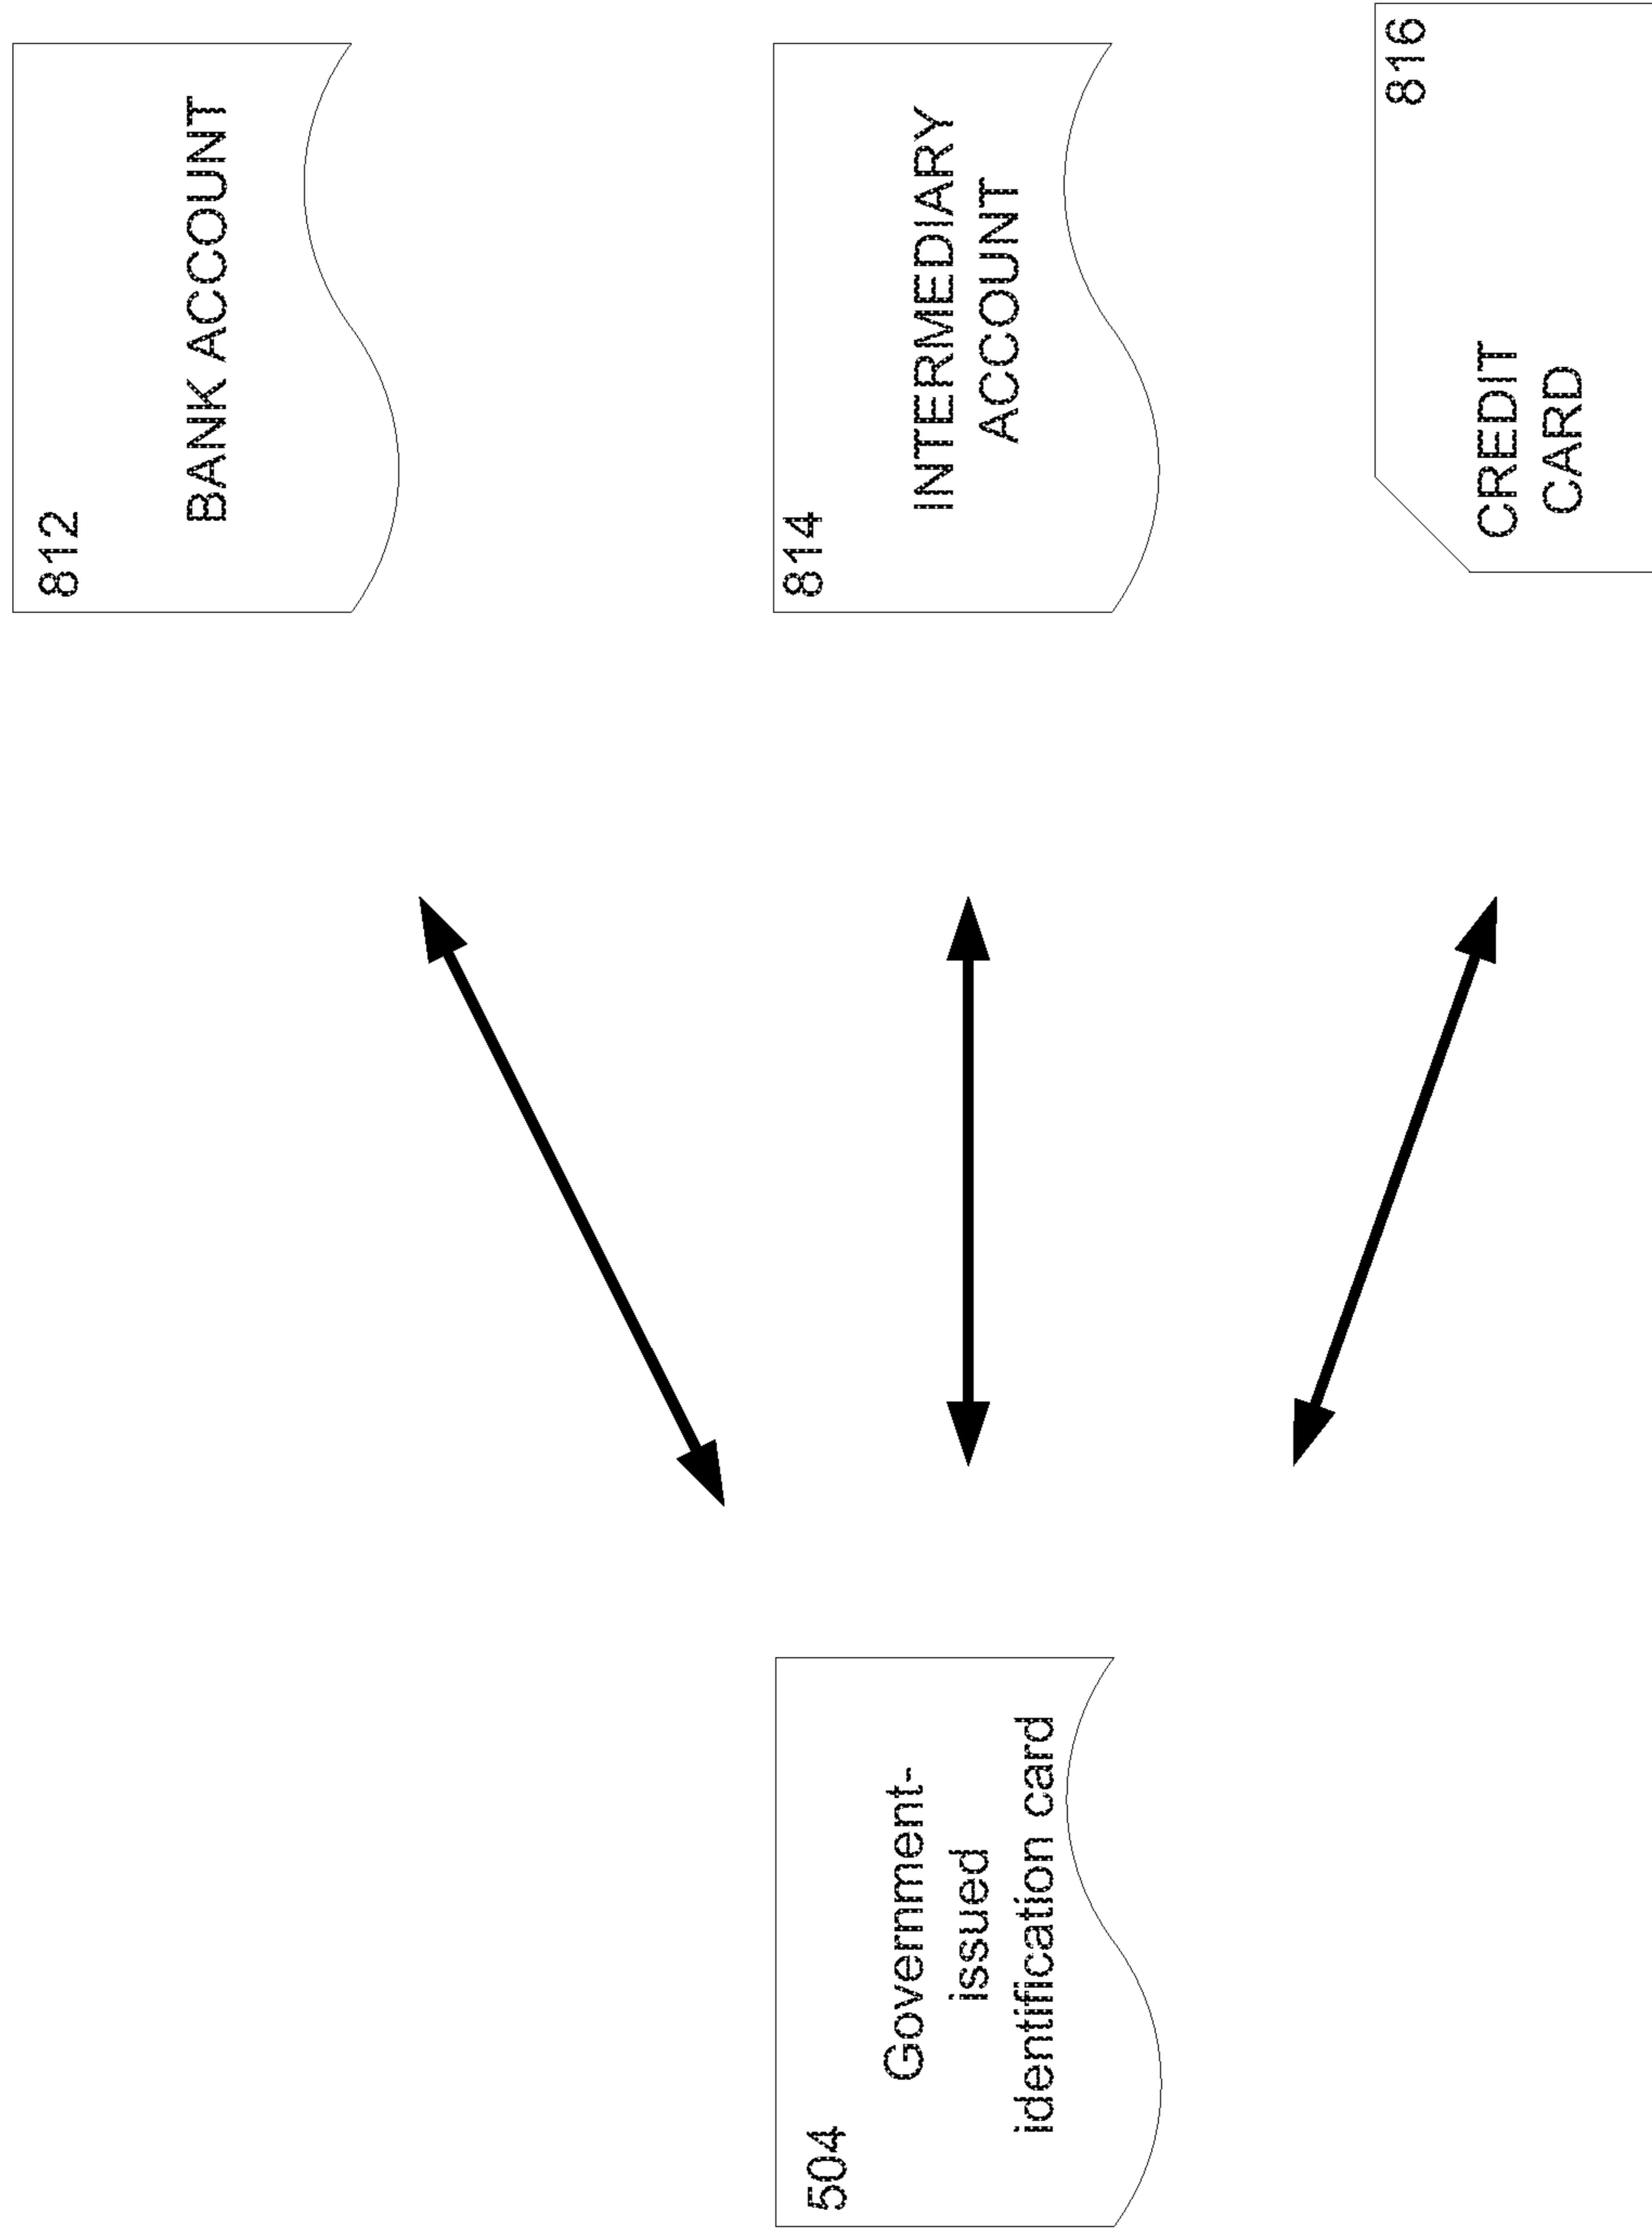 812
BANK ACCOUNT
504
Government-
issued
identification card
814
INTERMEDIARY
ACCOUNT
816
CREDIT
CARD